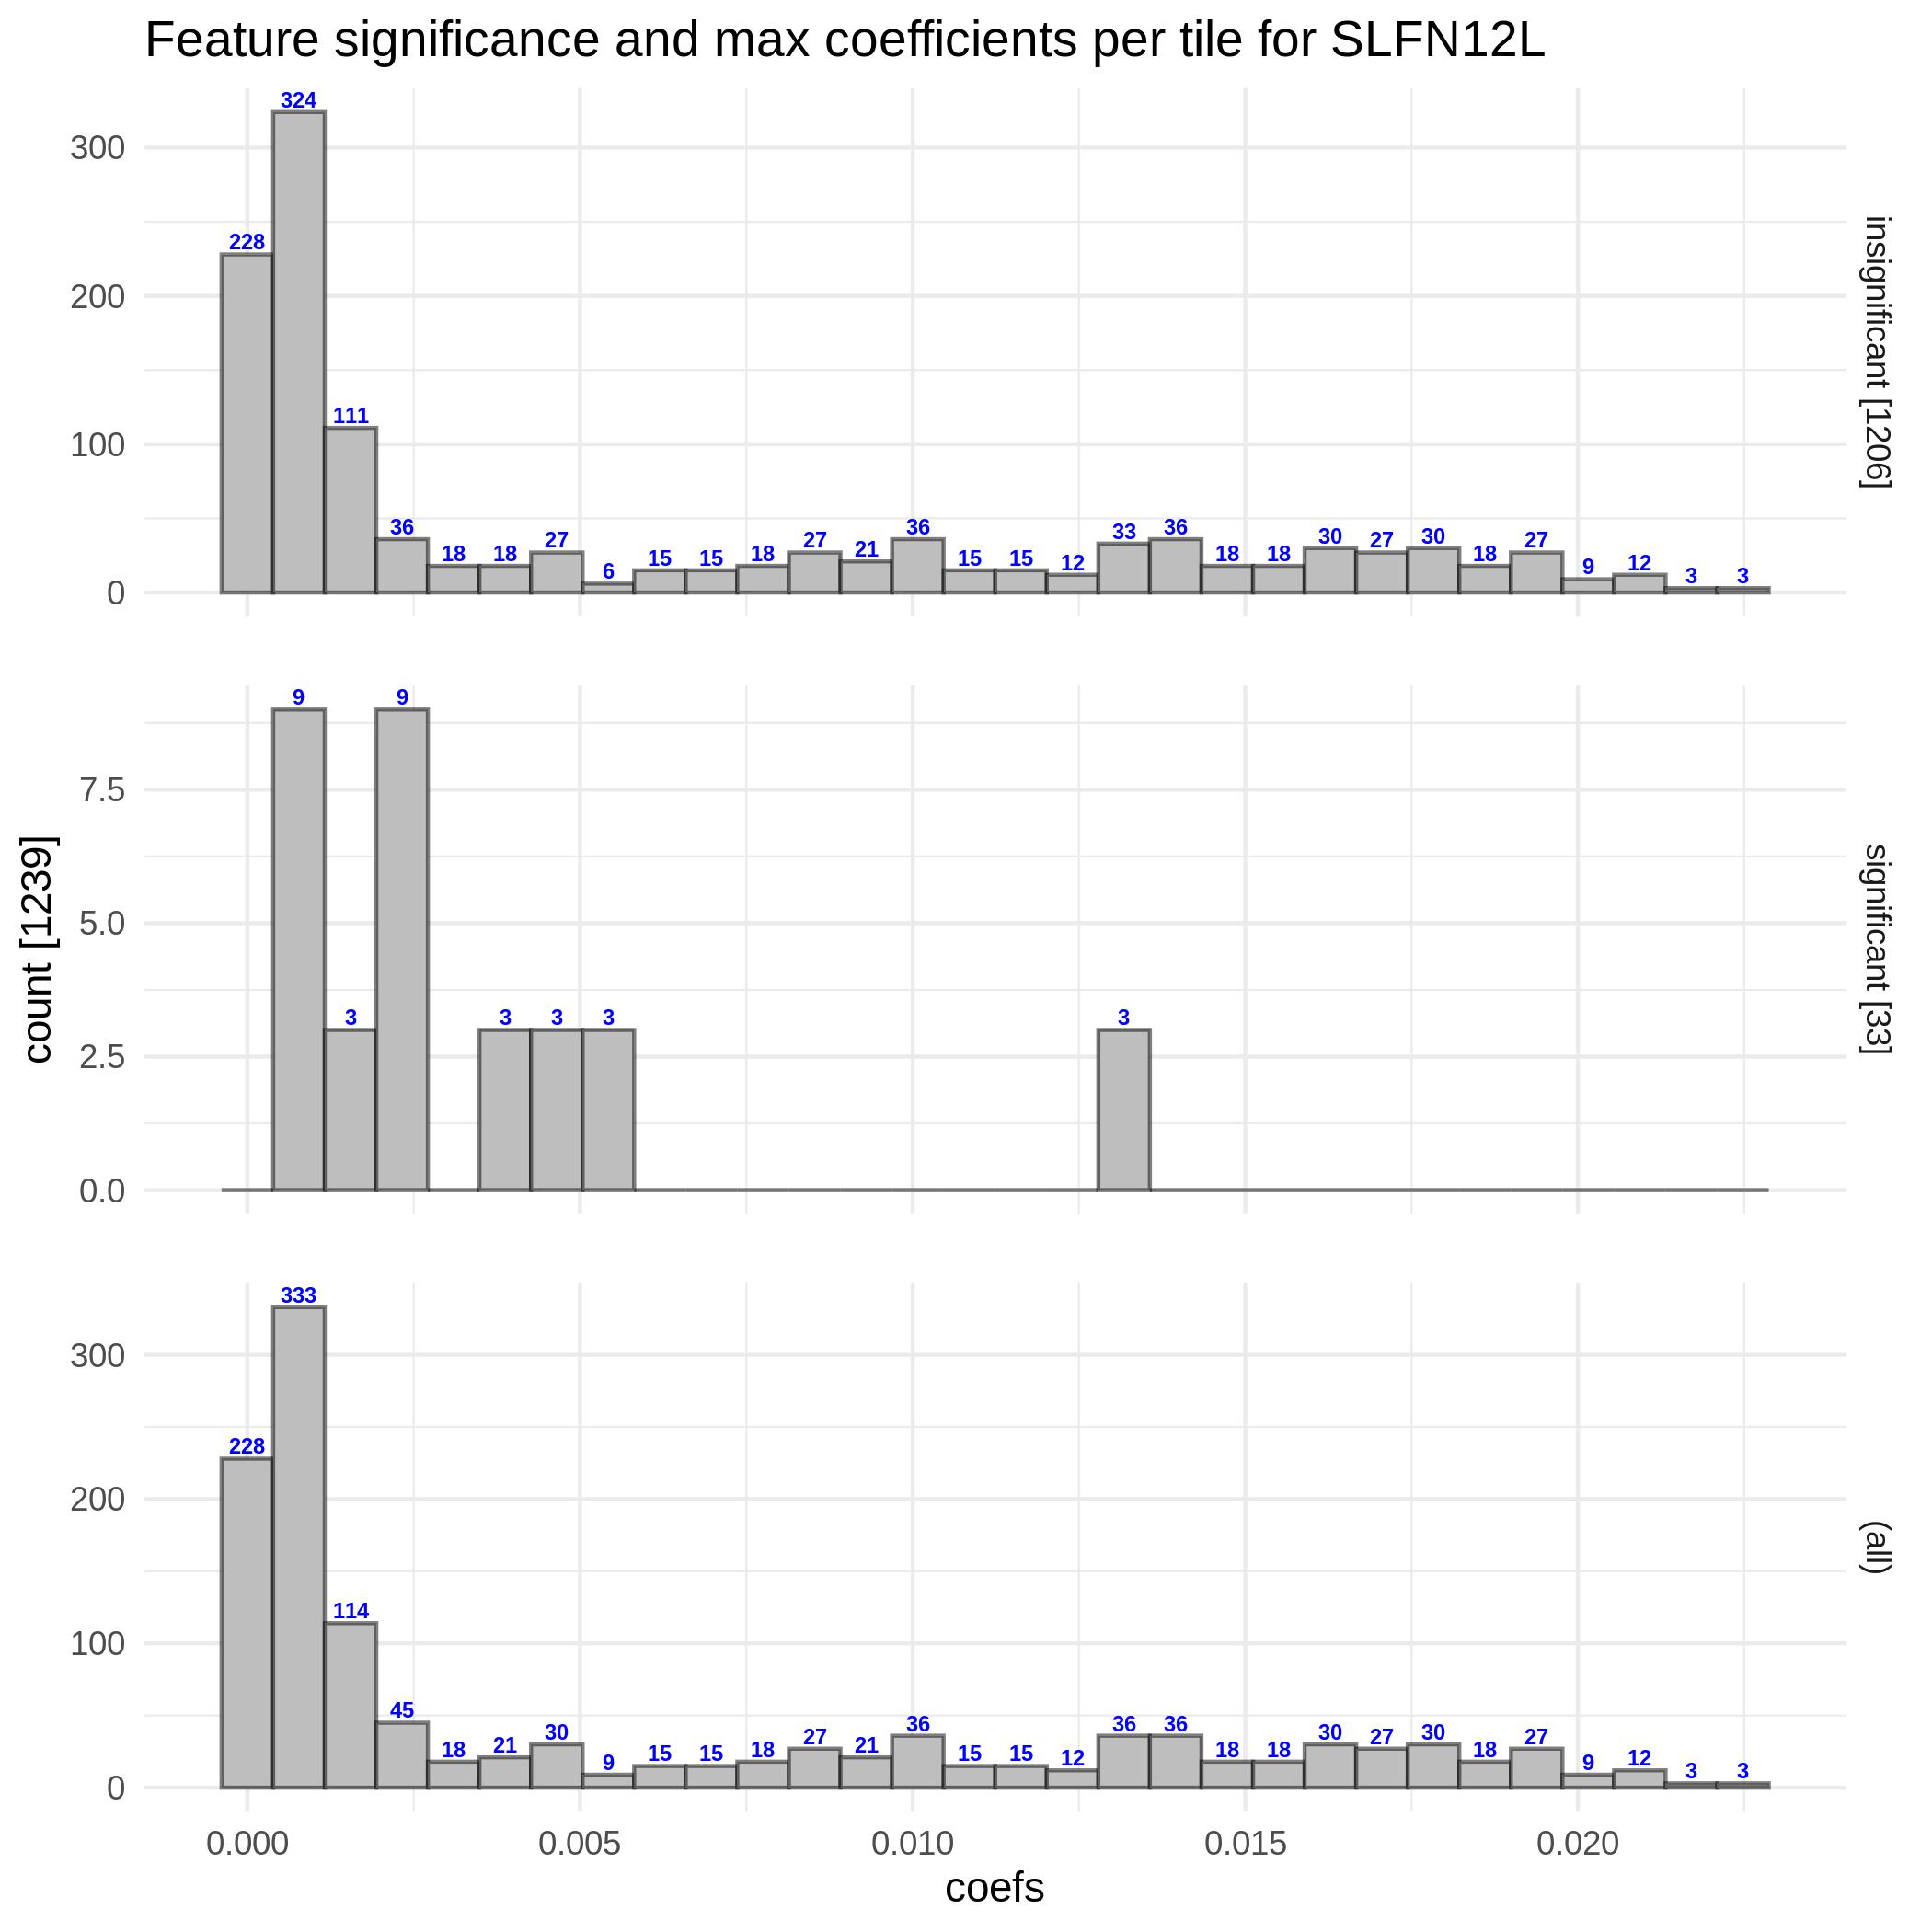 Feature significance and max coefficients per tile for SLFN12L
324
300
228
200
111
100
36 18 18 27 6 15 15 18 27 21 36 15 15 12 33 36 18 18 30 27 30 18 27 9 12 3 3
0
insignificant [1206]
9 9
7.5
5.0
3 3 3 3 3
2.5
0.0
significant [33]
count [1239]
333
300
228
200
114
100
45 18 21 30 9 15 15 18 27 21 36 15 15 12 36 36 18 18 30 27 30 18 27 9 12 3 3
0
(all)
0.000 0.005 0.010 0.015 0.020
coefs